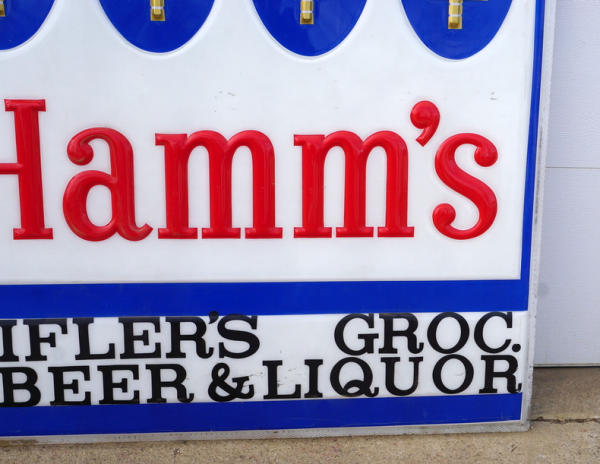 Hamm's
IFLER'S GROC.
BEER & LIQUOR